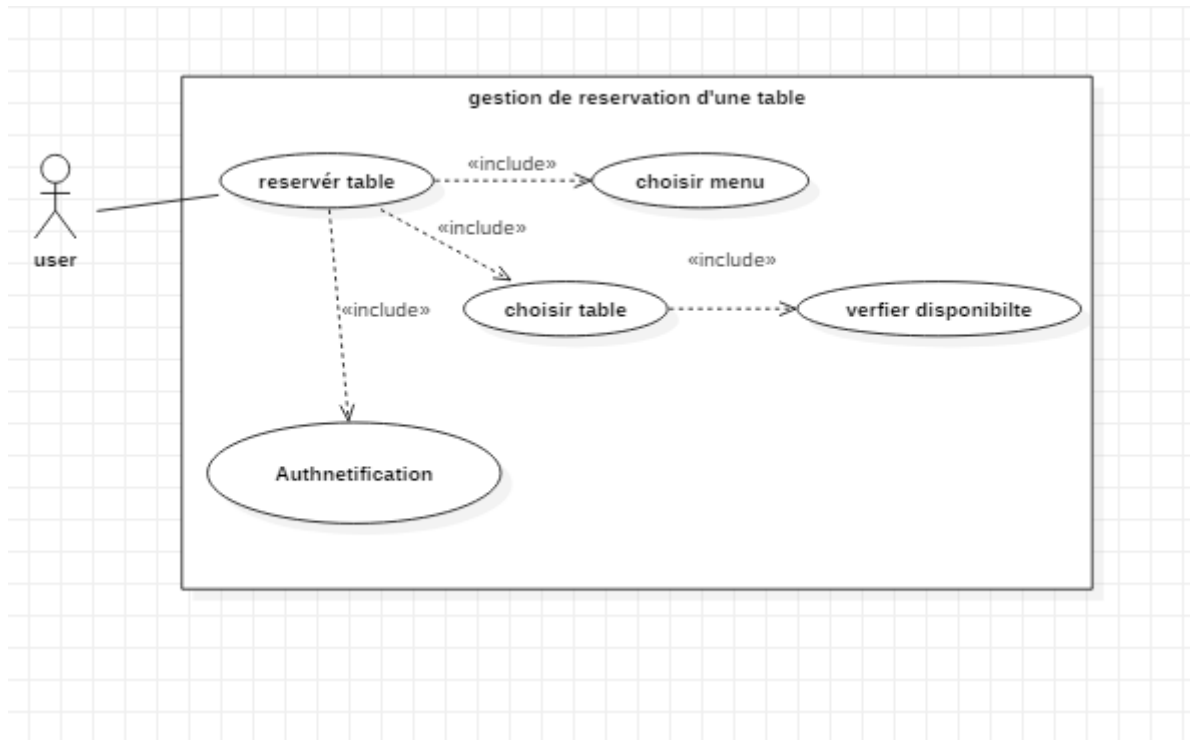 gestion de reservation d'une table
«include»
reservér table
choisir menu
«include»
user
«include»
«include»
choisir table
verfier disponibilte
Authnetification